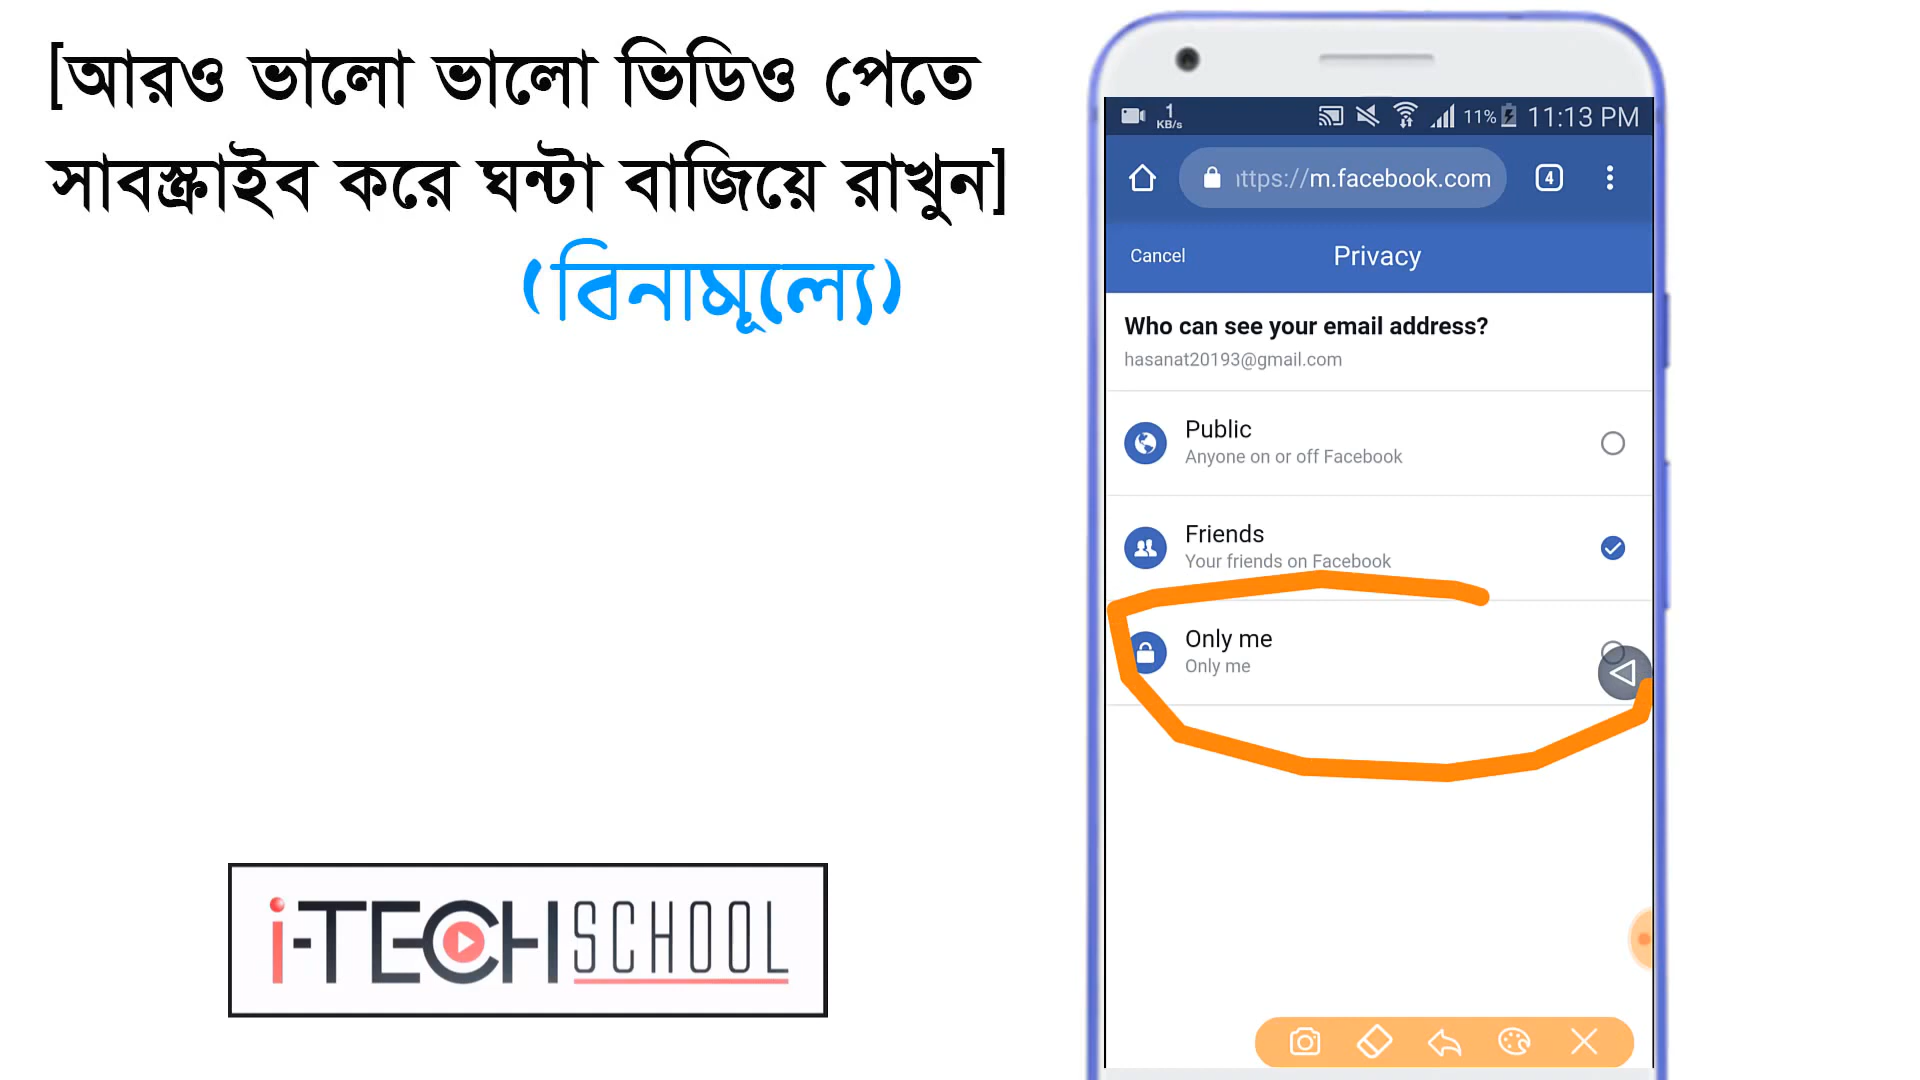 [আরও ভালো ভালো ভিডিও পেতে
সাবস্ক্রাইব করে ঘন্টা বাজিয়ে রাখুন]
(বিনামূল্যে)
i-TECH SCHOOL
1
KB/s
11%
11:13 PM
ttps://m.facebook.com
4
Cancel
Privacy
Who can see your email address?
hasanat20193@gmail.com
Public
Anyone on or off Facebook
Friends
Your friends on Facebook
Only me
Only me